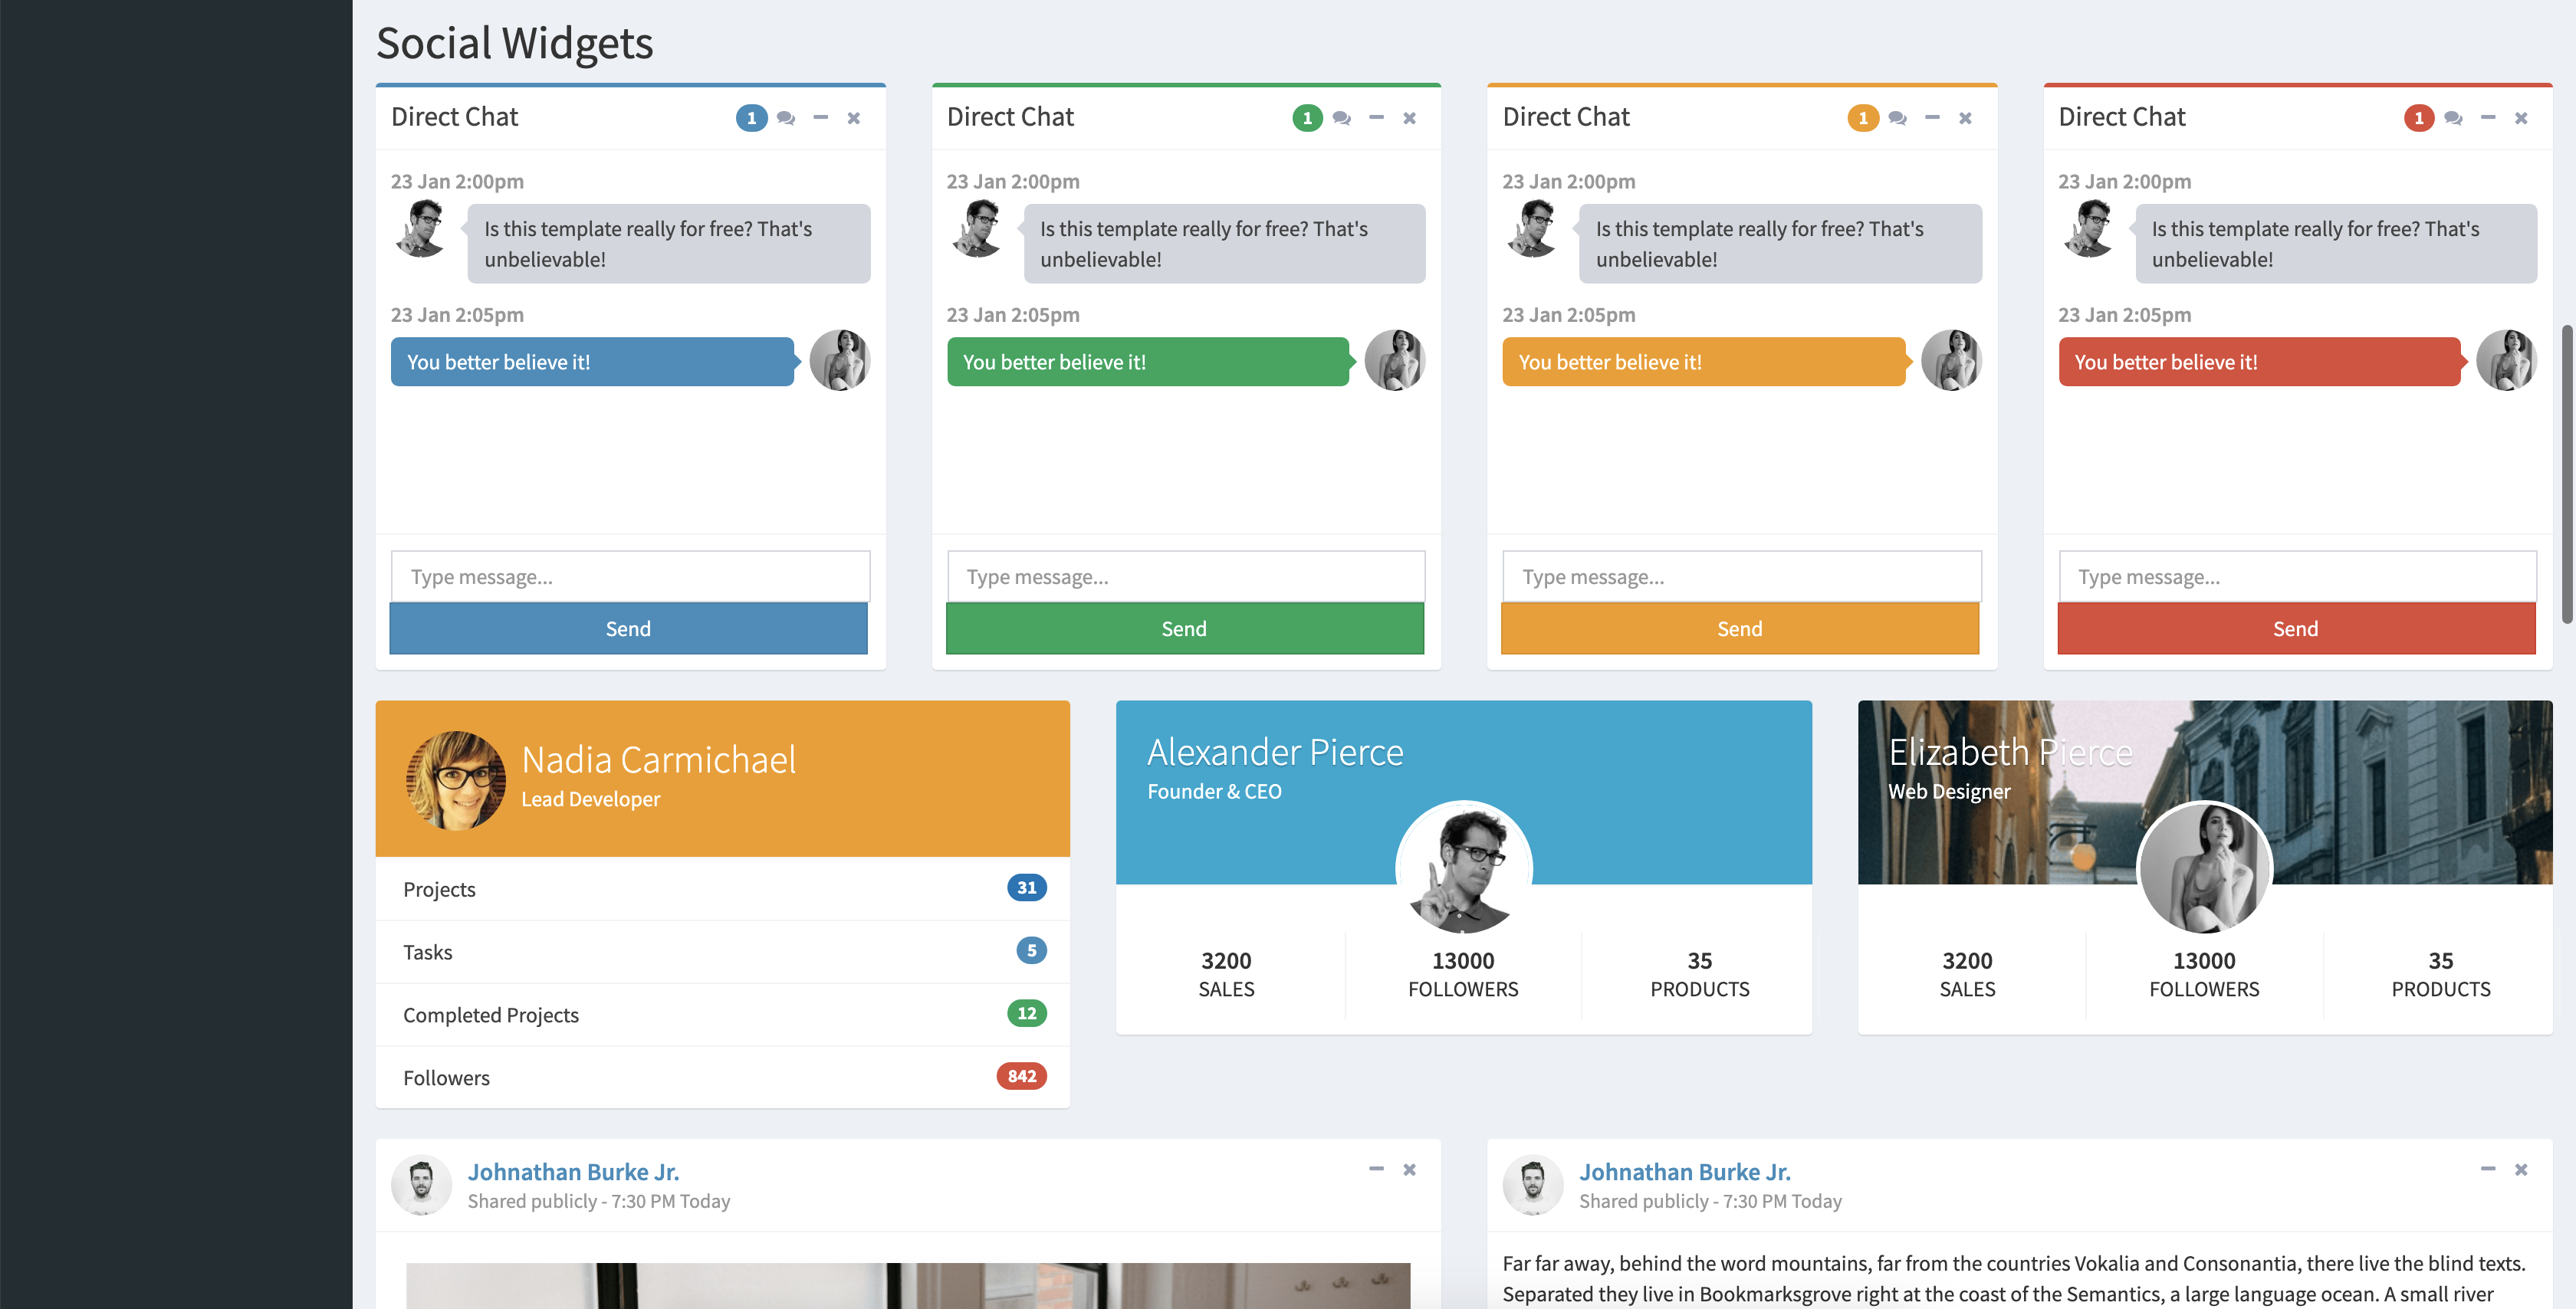 Social Widgets
Direct Chat
1
23 Jan 2:00pm
Is this template really for free? That's
unbelievable!
23 Jan 2:05pm
You better believe it!
Type message...
Send
Direct Chat
1
23 Jan 2:00pm
Is this template really for free? That's
unbelievable!
23 Jan 2:05pm
You better believe it!
Type message...
Send
Direct Chat
1
23 Jan 2:00pm
Is this template really for free? That's
unbelievable!
23 Jan 2:05pm
You better believe it!
Type message...
Send
Direct Chat
1
23 Jan 2:00pm
Is this template really for free? That's
unbelievable!
23 Jan 2:05pm
You better believe it!
Type message...
Send
Nadia Carmichael
Lead Developer
Projects 31
Tasks 5
Completed Projects 12
Followers 842
Alexander Pierce
Founder & CEO
3200
SALES
13000
FOLLOWERS
35
PRODUCTS
Elizabeth Pierce
Web Designer
3200
SALES
13000
FOLLOWERS
35
PRODUCTS
Johnathan Burke Jr.
Shared publicly - 7:30 PM Today
Johnathan Burke Jr.
Shared publicly - 7:30 PM Today
Far far away, behind the word mountains, far from the countries Vokalia and Consonantia, there live the blind texts.
Separated they live in Bookmarksgrove right at the coast of the Semantics, a large language ocean. A small river